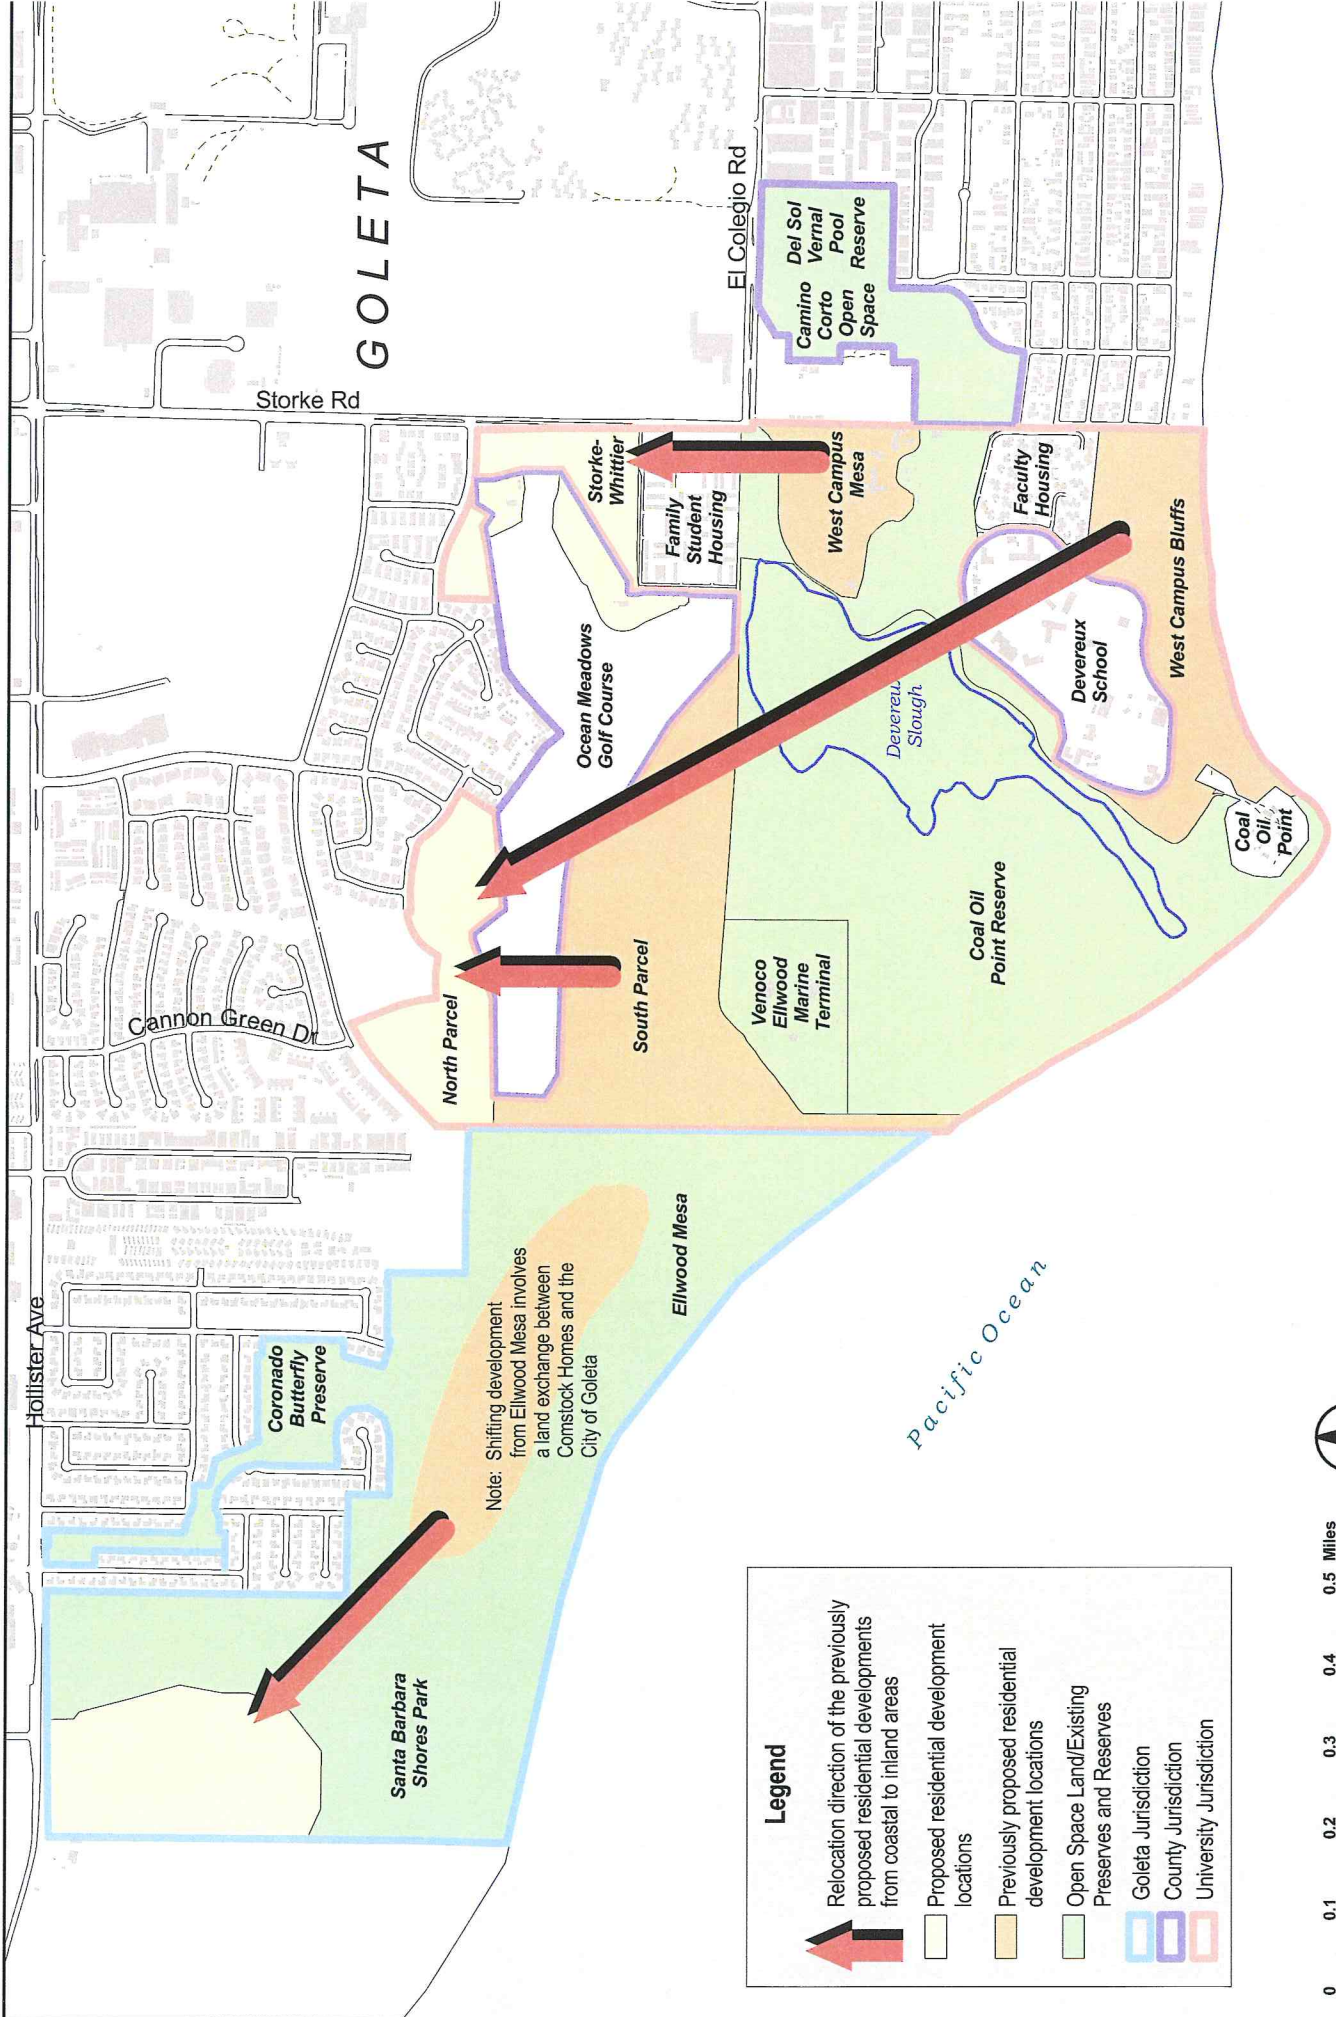 Hollister Ave
Cannon Green Dr
Storke Rd
El Colegio Rd
GOLETA
Coronado
Butterfly
Preserve
Santa Barbara
Shores Park
Note: Shifting development
from Ellwood Mesa involves
a land exchange between
Comstock Homes and the
City of Goleta
Ellwood Mesa
North Parcel
South Parcel
Ocean Meadows
Golf Course
Storke-
Whittier
Family
Student
Housing
West Campus
Mesa
Camino
Corto
Open
Space
Del Sol
Vernal
Pool
Reserve
Faculty
Housing
Venoco
Ellwood
Marine
Terminal
Devereu
Slough
Coal Oil
Point Reserve
Devereux
School
West Campus Bluffs
Coal
Oil
Point
Pacific Ocean
Legend
Relocation direction of the previously
proposed residential developments
from coastal to inland areas
Proposed residential development
locations
Previously proposed residential
development locations
Open Space Land/Existing
Preserves and Reserves
Goleta Jurisdiction
County Jurisdiction
University Jurisdiction
0 0.1 0.2 0.3 0.4 0.5 Miles